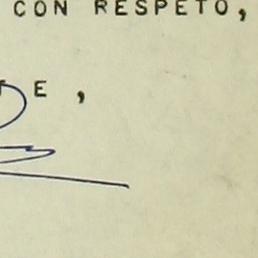 CON RESPETO,
E,